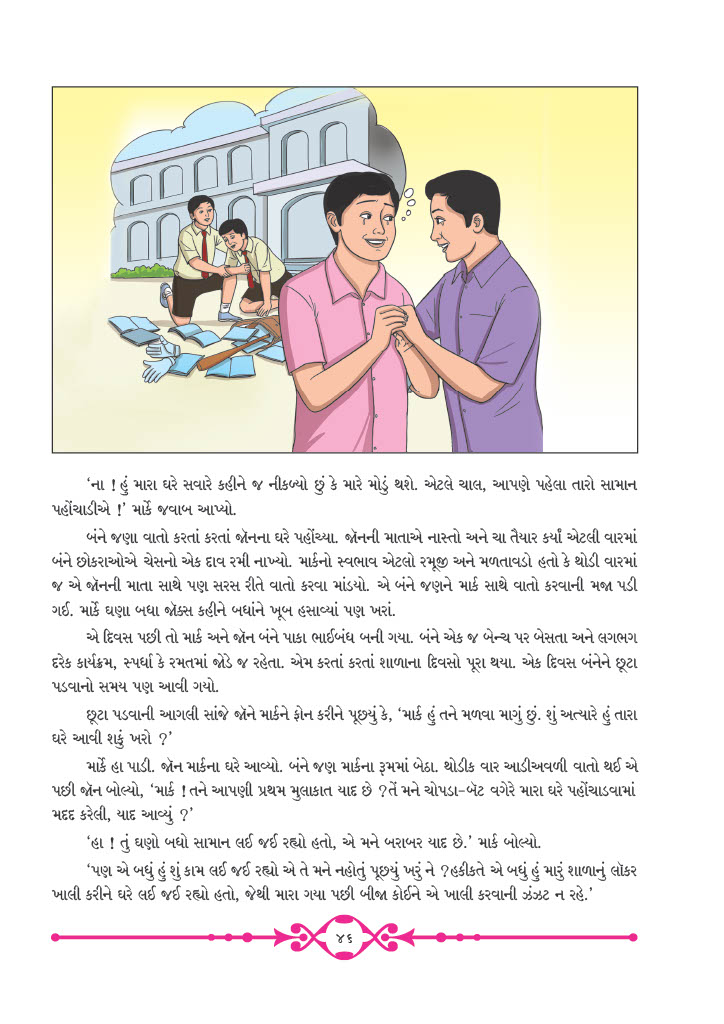 ‘ના ! હું મારા ઘરે સવારે કહીને જ નીકળ્યો છું કે મારે મોડું થશે. એટલે ચાલ, આપણે પહેલા તારો સામાન
પહોંચાડીએ !’ માર્કે જવાબ આપ્યો.
બંને જણા વાતો કરતાં કરતાં જૉનના ઘરે પહોંચ્યા. જૉનની માતાએ નાસ્તો અને ચા તૈયાર કર્યાં એટલી વારમાં
બંને છોકરાઓએ ચેસનો એક દાવ રમી નાખ્યો. માર્કનો સ્વભાવ એટલો રમૂજી અને મળતાવડો હતો કે થોડી વારમાં
જ એ જૉનની માતા સાથે પણ સરસ રીતે વાતો કરવા માંડયો. એ બંને જણને માર્ક સાથે વાતો કરવાની મજા પડી
ગઈ. માર્કે ઘણા બધા જૉક્સ કહીને બધાંને ખૂબ હસાવ્યાં પણ ખરાં.
એ દિવસ પછી તો માર્ક અને જૉન બંને પાકા ભાઈબંધ બની ગયા. બંને એક જ બેન્ચ પર બેસતા અને લગભગ
દરેક કાર્યક્રમ, સ્પર્ધા કે રમતમાં જોડે જ રહેતા. એમ કરતાં કરતાં શાળાના દિવસો પૂરા થયા. એક દિવસ બંનેને છૂટા
પડવાનો સમય પણ આવી ગયો.
છૂટા પડવાની આગલી સાંજે જૉને માર્કને ફોન કરીને પૂછયું કે, ‘માર્ક હું તને મળવા માગું છું. શું અત્યારે હું તારા
ઘરે આવી શકું ખરો ?’
માર્કે હા પાડી. જૉન માર્કના ઘરે આવ્યો. બંને જણ માર્કના રૂમમાં બેઠા. થોડીક વાર આડીઅવળી વાતો થઈ એ
પછી જૉન બોલ્યો, ‘માર્ક ! તને આપણી પ્રથમ મુલાકાત યાદ છે ? તેં મને ચોપડા-બૅટ વગેરે મારા ઘરે પહોંચાડવામાં
મદદ કરેલી, યાદ આવ્યું ?’
‘હા ! તું ઘણો બધો સામાન લઈ જઈ રહ્યો હતો, એ મને બરાબર યાદ છે.’ માર્ક બોલ્યો.
‘પણ એ બધું હું શું કામ લઈ જઈ રહ્યો એ તે મને નહોતું પૂછયું ખરું ને ? હકીકતે એ બધું હું મારું શાળાનું લૉકર
ખાલી કરીને ઘરે લઈ જઈ રહ્યો હતો, જેથી મારા ગયા પછી બીજા કોઈને એ ખાલી કરવાની ઝંઝટ ન રહે.’
૪૬